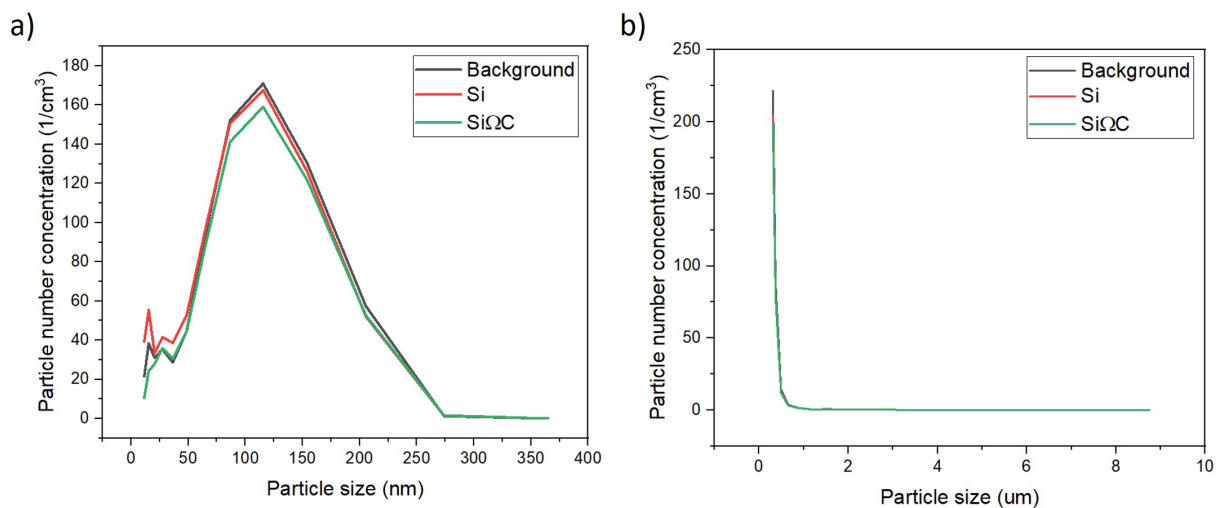 a)
Particle number concentration (1/cm³)
180
160
140
120
100
80
60
40
20
0
Background
Si
SiΩC
0 50 100 150 200 250 300 350 400
Particle size (nm)
b)
Particle number concentration (1/cm³)
250
200
150
100
50
0
Background
Si
SiΩC
0 2 4 6 8 10
Particle size (um)